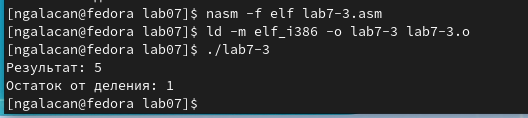 [ngalacan@fedora lab07]$ nasm -f elf lab7-3.asm
[ngalacan@fedora lab07]$ ld -m elf_i386 -o lab7-3 lab7-3.o
[ngalacan@fedora lab07]$ ./lab7-3
Результат: 5
Остаток от деления: 1
[ngalacan@fedora lab07]$